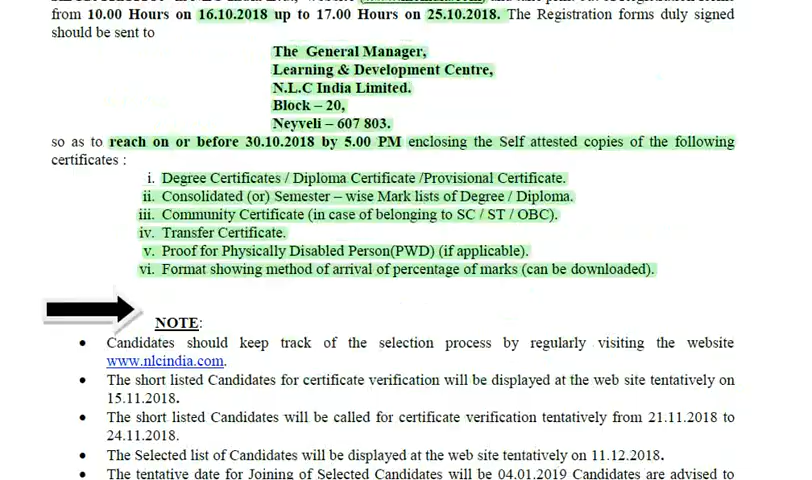 from 10.00 Hours on 16.10.2018 up to 17.00 Hours on 25.10.2018. The Registration forms duly signed
should be sent to
The General Manager,
Learning & Development Centre,
N.L.C India Limited.
Block – 20,
Neyveli – 607 803.
so as to reach on or before 30.10.2018 by 5.00 PM enclosing the Self attested copies of the following
certificates :
i. Degree Certificates / Diploma Certificate /Provisional Certificate.
ii. Consolidated (or) Semester – wise Mark lists of Degree / Diploma.
iii. Community Certificate (in case of belonging to SC / ST / OBC).
iv. Transfer Certificate.
v. Proof for Physically Disabled Person(PWD) (if applicable).
vi. Format showing method of arrival of percentage of marks (can be downloaded).
NOTE:
• Candidates should keep track of the selection process by regularly visiting the website
www.nlcindia.com.
• The short listed Candidates for certificate verification will be displayed at the web site tentatively on
15.11.2018.
• The short listed Candidates will be called for certificate verification tentatively from 21.11.2018 to
24.11.2018.
• The Selected list of Candidates will be displayed at the web site tentatively on 11.12.2018.
• The tentative date for Joining of Selected Candidates will be 04.01.2019 Candidates are advised to